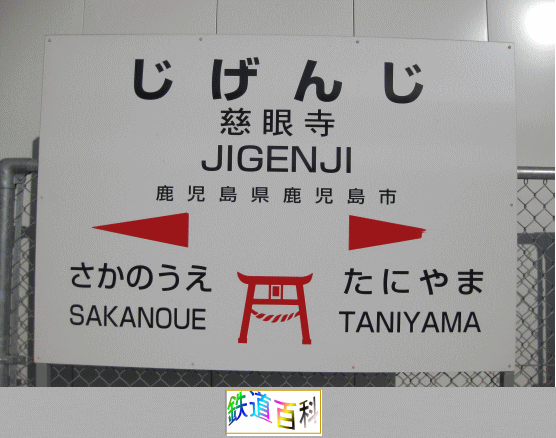 じげんじ
慈眼寺
JIGENJI
鹿児島県鹿児島市
さかのうえ たにやま
SAKANOUE TANIYAMA
鉄道百科